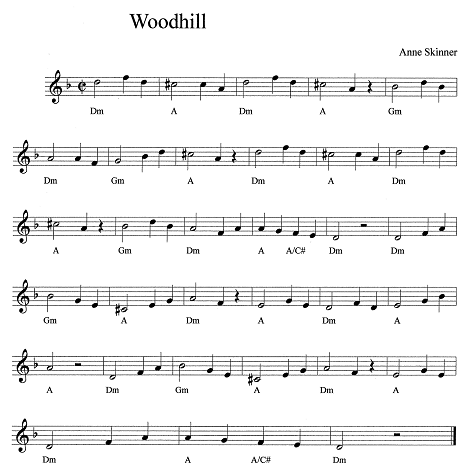 Woodhill
Anne Skinner
Dm A Dm A Gm
Dm Gm A Dm A Dm
A Gm Dm A A/C# Dm Dm
Gm A Dm A Dm A
A Dm Gm A Dm A
Dm A A/C# Dm